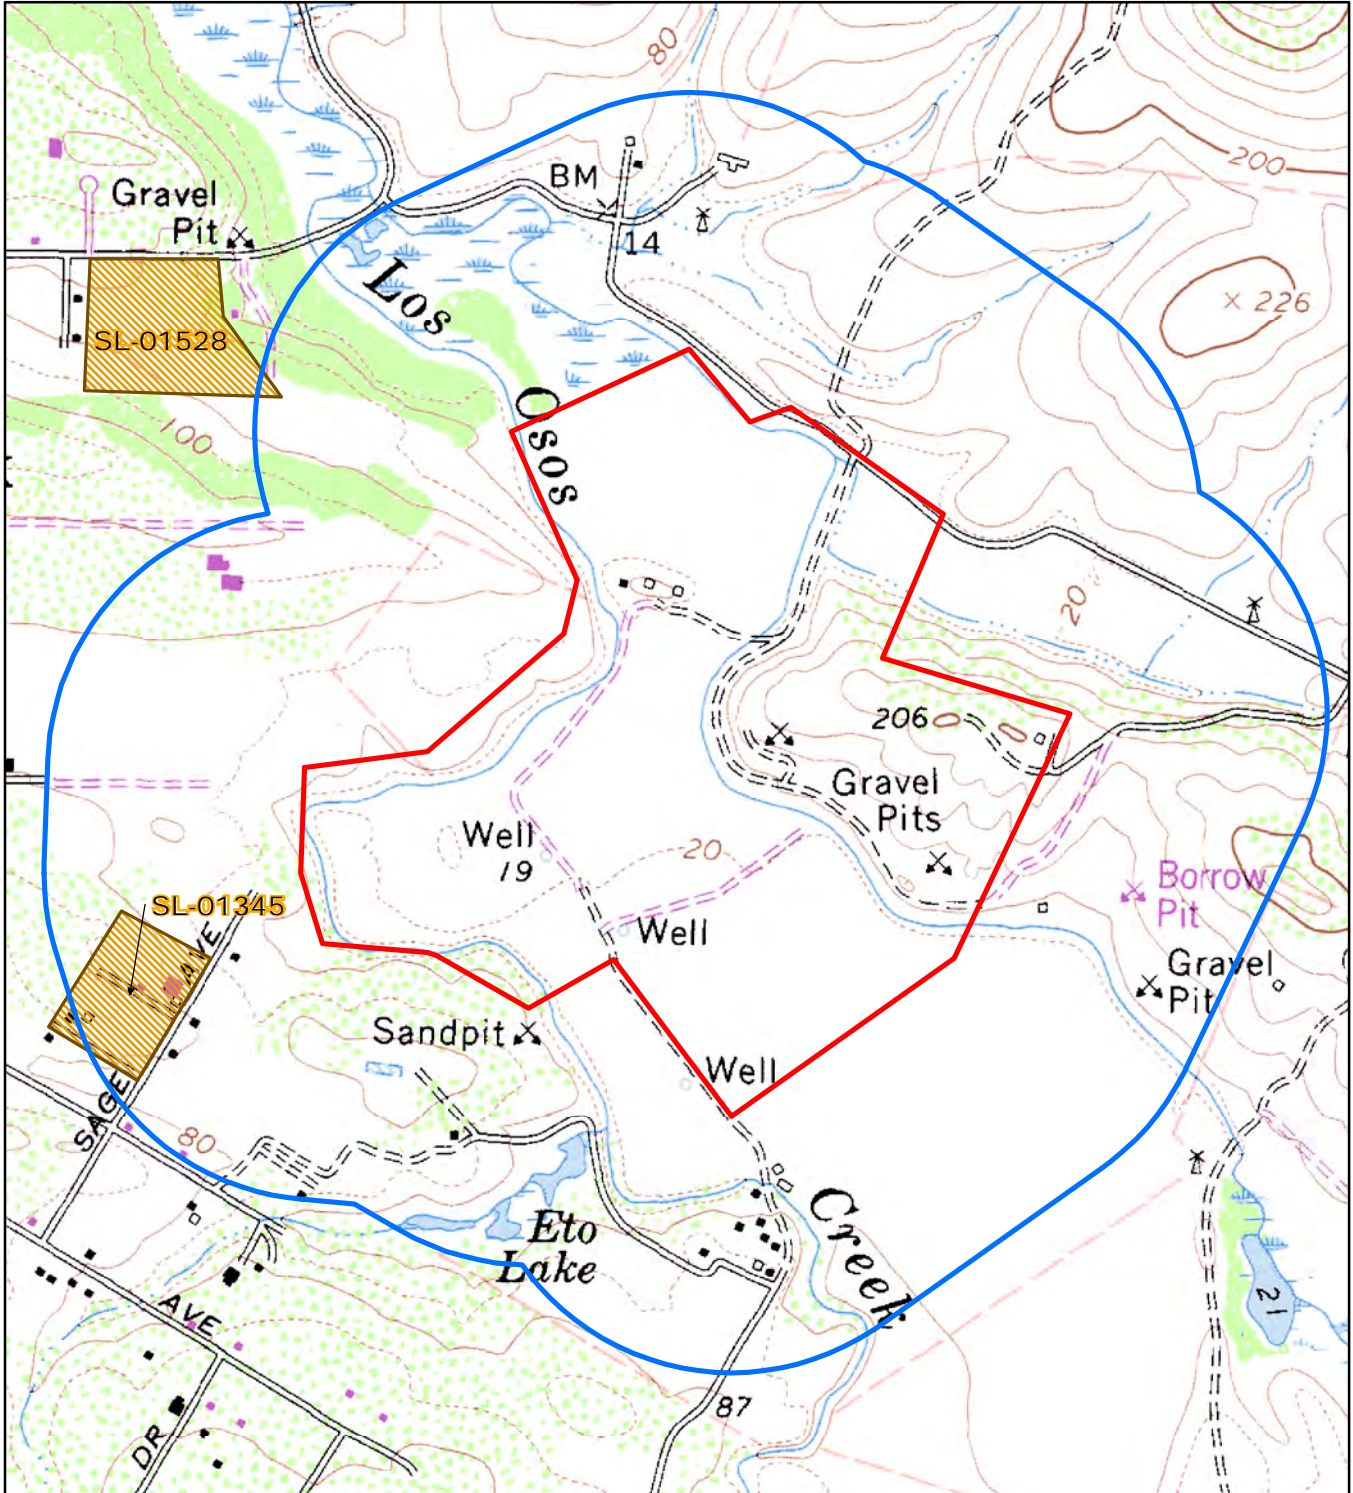 80
200
BM
Gravel
Pit
14
Los
× 226
SL-01528
Osos
100
20
206
Gravel
Pits
Well
19
20
Borrow
Pit
SL-01345
AVE
Well
Gravel
Pit
Sandpit
Well
SAGE
80
Creek
Eto
Lake
21
AVE
87
DR